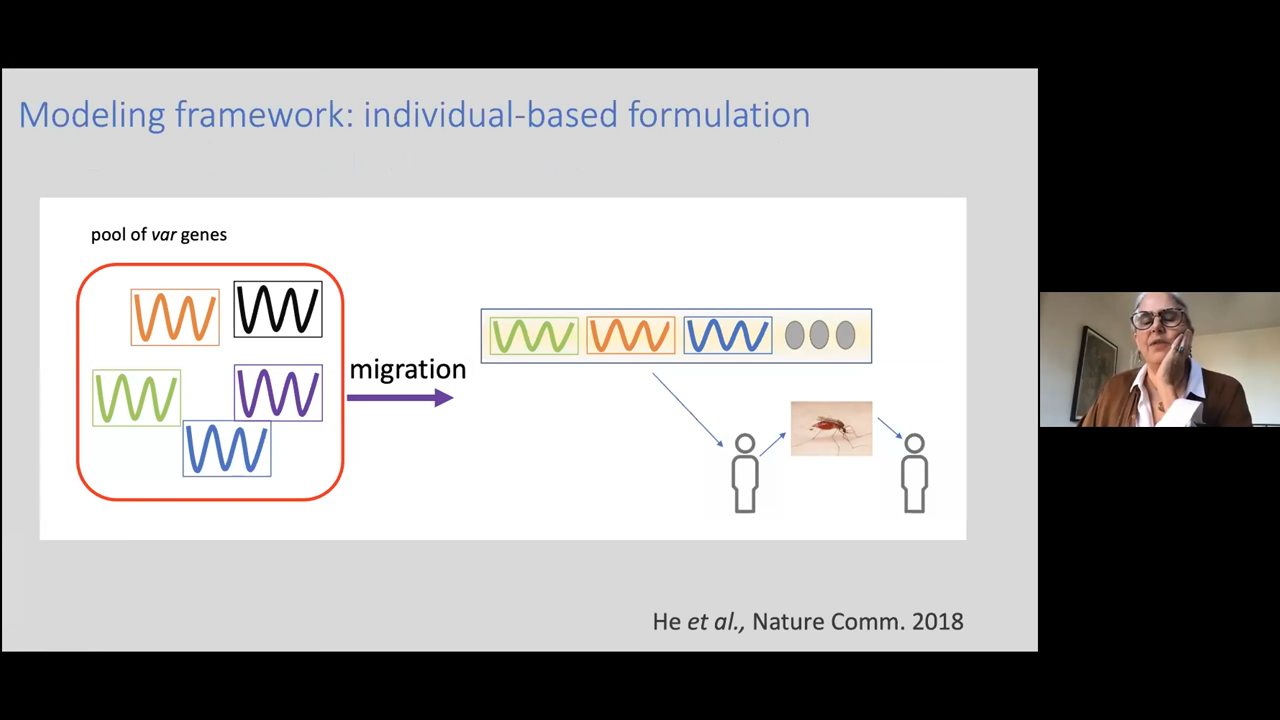 Modeling framework: individual-based formulation
pool of var genes
migration
He et al., Nature Comm. 2018